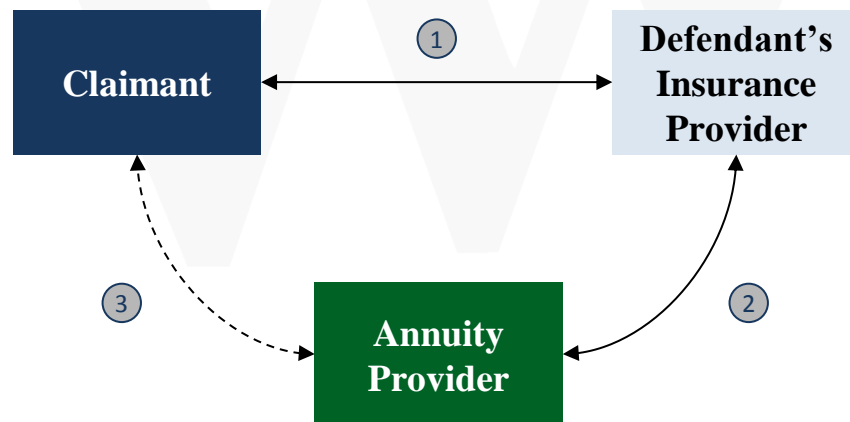 1
Claimant
Defendant’s
Insurance
Provider
3
2
Annuity
Provider